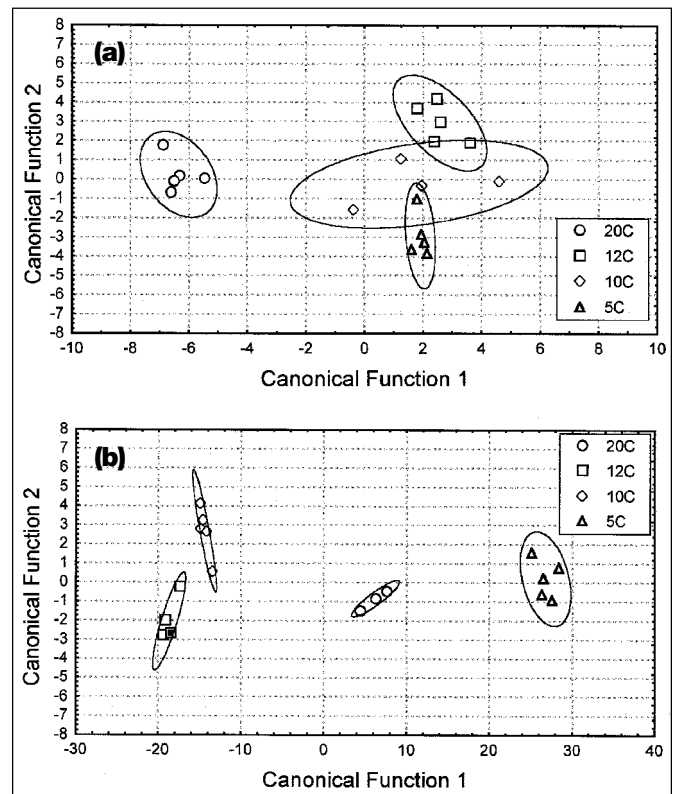 (a)
Canonical Function 2
8
7
6
5
4
3
2
1
0
-1
-2
-3
-4
-5
-6
-7
-8
20C
12C
10C
5C
-10 -8 -6 -4 -2 0 2 4 6 8 10
Canonical Function 1
(b)
Canonical Function 2
8
7
6
5
4
3
2
1
0
-1
-2
-3
-4
-5
-6
-7
-8
20C
12C
10C
5C
-30 -20 -10 0 10 20 30 40
Canonical Function 1